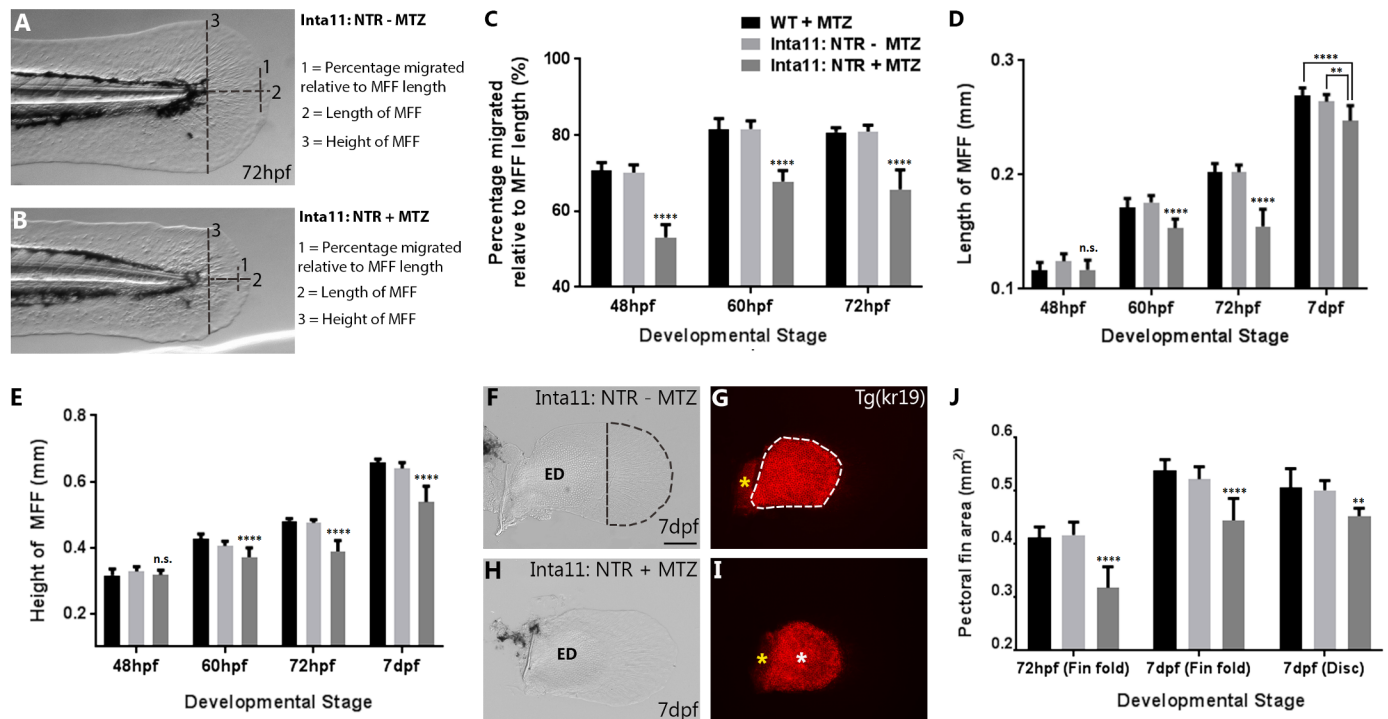 A
3
1
2
72hpf
Inta11: NTR - MTZ
1 = Percentage migrated
relative to MFF length
2 = Length of MFF
3 = Height of MFF
B
3
1
2
Inta11: NTR + MTZ
1 = Percentage migrated
relative to MFF length
2 = Length of MFF
3 = Height of MFF
C
WT + MTZ
Inta11: NTR - MTZ
Inta11: NTR + MTZ
Percentage migrated
relative to MFF length (%)
100
80
60
40
****
****
****
48hpf 60hpf 72hpf
Developmental Stage
D
Length of MFF (mm)
0.3
0.2
0.1
n.s.
****
****
****
**
48hpf 60hpf 72hpf 7dpf
Developmental Stage
E
Height of MFF (mm)
0.8
0.6
0.4
0.2
n.s.
****
****
****
48hpf 60hpf 72hpf 7dpf
Developmental Stage
F Inta11: NTR - MTZ
ED
7dpf
G Tg(kr19)
*
H Inta11: NTR + MTZ
ED
7dpf
I
* *
J
Pectoral fin area (mm²)
0.6
0.5
0.4
0.3
0.2
****
****
**
72hpf (Fin fold) 7dpf (Fin fold) 7dpf (Disc)
Developmental Stage